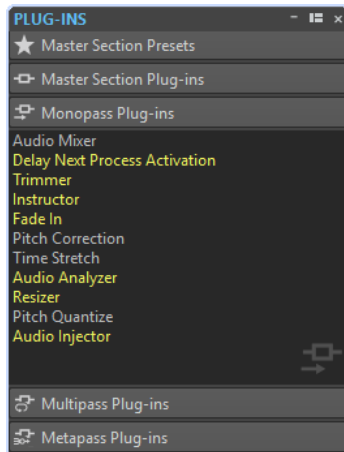 PLUG-INS
Master Section Presets
Master Section Plug-ins
Monopass Plug-ins
Audio Mixer
Delay Next Process Activation
Trimmer
Instructor
Fade In
Pitch Correction
Time Stretch
Audio Analyzer
Resizer
Pitch Quantize
Audio Injector
Multipass Plug-ins
Metapass Plug-ins